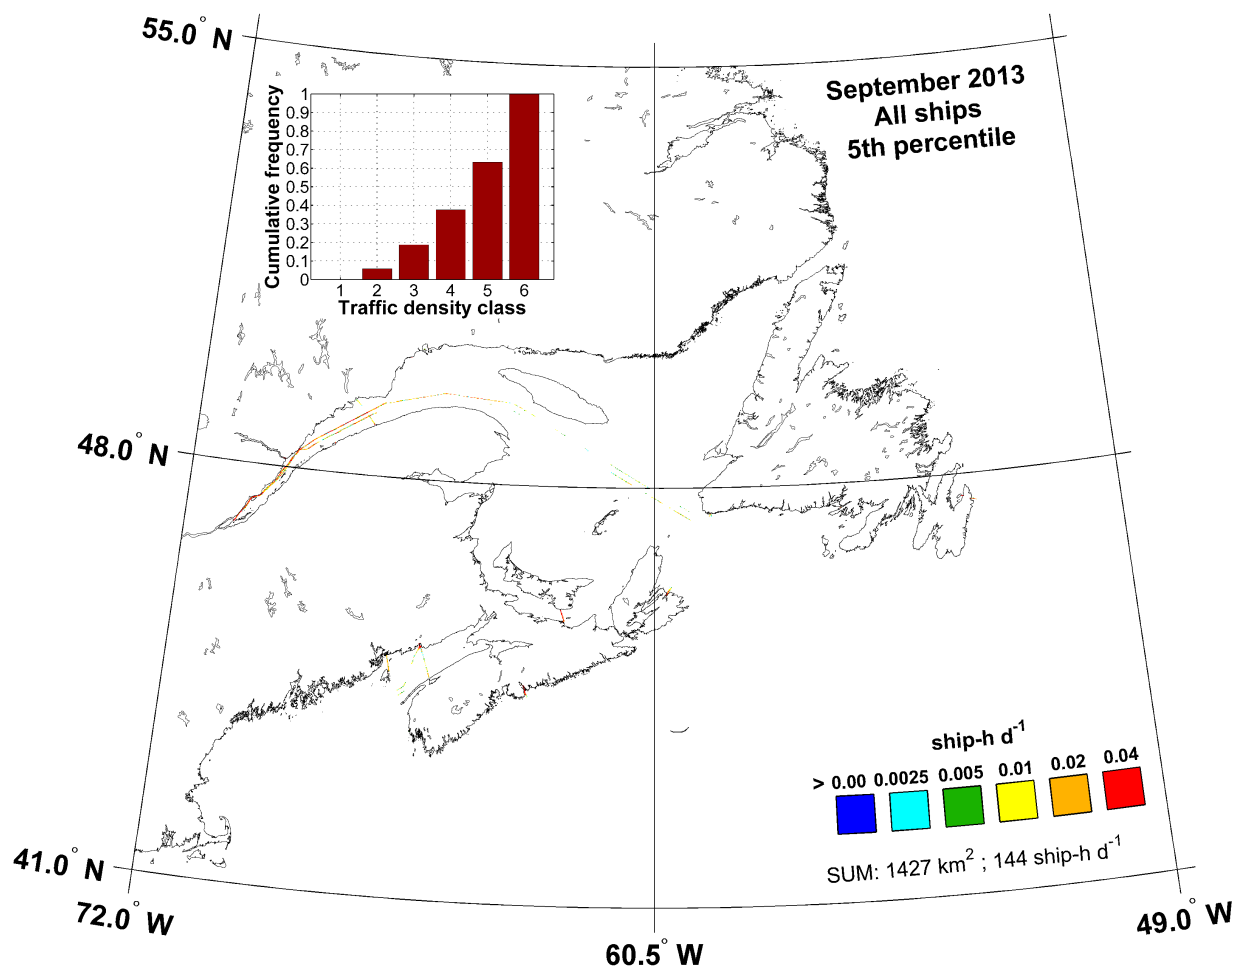 55.0° N
September 2013
All ships
5th percentile
Cumulative frequency
1
0.9
0.8
0.7
0.6
0.5
0.4
0.3
0.2
0.1
0
1 2 3 4 5 6
Traffic density class
48.0° N
ship-h d⁻¹
> 0.00 0.0025 0.005 0.01 0.02 0.04
SUM: 1427 km² ; 144 ship-h d⁻¹
41.0° N
72.0° W
60.5° W
49.0° W